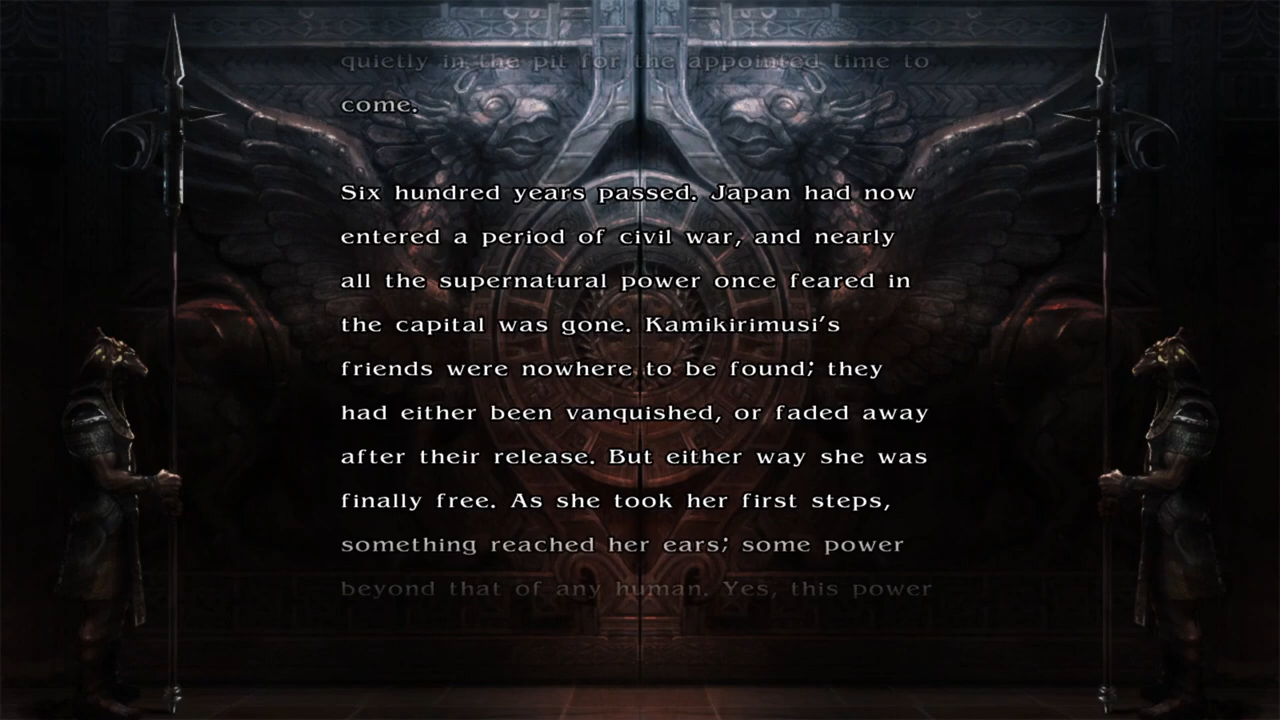 quietly in the pit for the appointed time to
come.
Six hundred years passed. Japan had now
entered a period of civil war, and nearly
all the supernatural power once feared in
the capital was gone. Kamikirimusi's
friends were nowhere to be found; they
had either been vanquished, or faded away
after their release. But either way she was
finally free. As she took her first steps,
something reached her ears; some power
beyond that of any human. Yes, this power